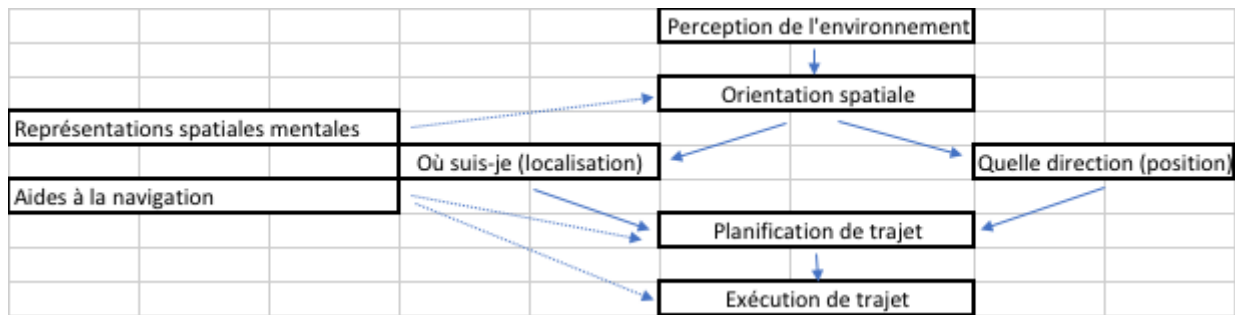 Perception de l'environnement
Orientation spatiale
Représentations spatiales mentales
Où suis-je (localisation)
Quelle direction (position)
Aides à la navigation
Planification de trajet
Exécution de trajet